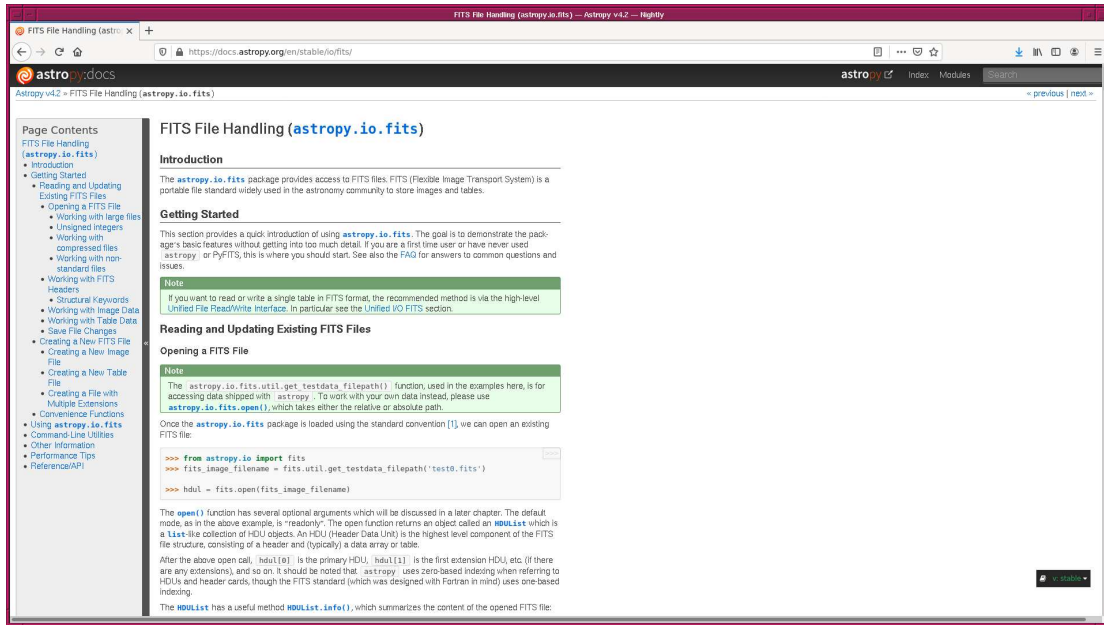 FITS File Handling (astropy.io.fits) — Astropy v4.2 — Nightly
FITS File Handling (astro
https://docs.astropy.org/en/stable/io/fits/
astropy:docs
astropy Index Modules Search
Astropy v4.2 » FITS File Handling (astropy.io.fits)
« previous | next »
Page Contents
FITS File Handling
(astropy.io.fits)
Introduction
Getting Started
Reading and Updating
Existing FITS Files
Opening a FITS File
Working with large files
Unsigned integers
Working with
compressed files
Working with non-
standard files
Working with FITS
Headers
Structural Keywords
Working with Image Data
Working with Table Data
Save File Changes
Creating a New FITS File
Creating a New Image
File
Creating a New Table
File
Creating a File with
Multiple Extensions
Convenience Functions
Using astropy.io.fits
Command-Line Utilities
Other Information
Performance Tips
Reference/API
«
FITS File Handling (astropy.io.fits)
Introduction
The astropy.io.fits package provides access to FITS files. FITS (Flexible Image Transport System) is a
portable file standard widely used in the astronomy community to store images and tables.
Getting Started
This section provides a quick introduction of using astropy.io.fits. The goal is to demonstrate the pack-
age's basic features without getting into too much detail. If you are a first time user or have never used
astropy or PyFITS, this is where you should start. See also the FAQ for answers to common questions and
issues.
Note
If you want to read or write a single table in FITS format, the recommended method is via the high-level
Unified File Read/Write Interface. In particular see the Unified I/O FITS section.
Reading and Updating Existing FITS Files
Opening a FITS File
Note
The astropy.io.fits.util.get_testdata_filepath() function, used in the examples here, is for
accessing data shipped with astropy. To work with your own data instead, please use
astropy.io.fits.open(), which takes either the relative or absolute path.
Once the astropy.io.fits package is loaded using the standard convention [1], we can open an existing
FITS file:
>>>
>>> from astropy.io import fits
>>> fits_image_filename = fits.util.get_testdata_filepath('test0.fits')
>>> hdul = fits.open(fits_image_filename)
The open() function has several optional arguments which will be discussed in a later chapter. The default
mode, as in the above example, is "readonly". The open function returns an object called an HDUList which is
a list-like collection of HDU objects. An HDU (Header Data Unit) is the highest level component of the FITS
file structure, consisting of a header and (typically) a data array or table.
After the above open call, hdul[0] is the primary HDU, hdul[1] is the first extension HDU, etc. (if there
are any extensions), and so on. It should be noted that astropy uses zero-based indexing when referring to
HDUs and header cards, though the FITS standard (which was designed with Fortran in mind) uses one-based
indexing.
The HDUList has a useful method HDUList.info(), which summarizes the content of the opened FITS file:
v: stable